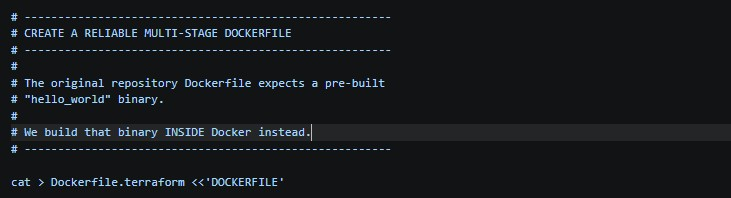 # --------------------------------------------------------
# CREATE A RELIABLE MULTI-STAGE DOCKERFILE
# --------------------------------------------------------
#
# The original repository Dockerfile expects a pre-built
# "hello_world" binary.
#
# We build that binary INSIDE Docker instead.
# --------------------------------------------------------
cat > Dockerfile.terraform <<'DOCKERFILE'